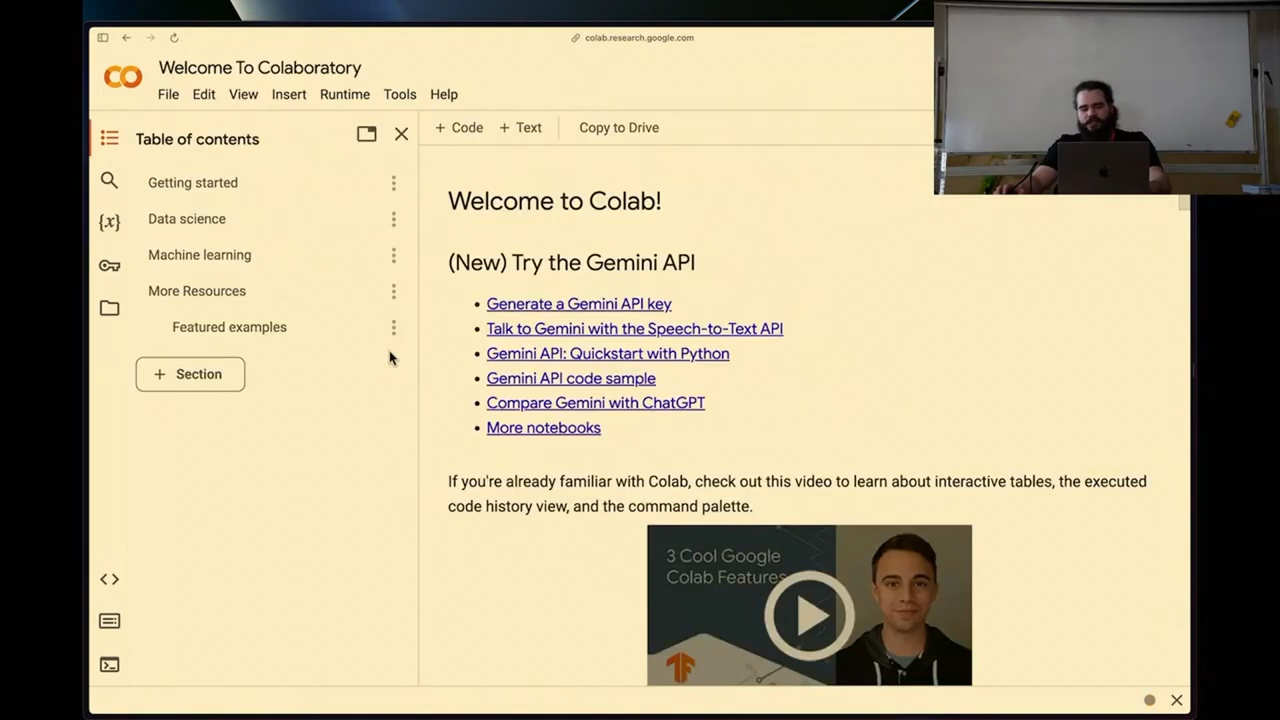 colab.research.google.com
Welcome To Colaboratory
File Edit View Insert Runtime Tools Help
Table of contents
Getting started
Data science
Machine learning
More Resources
Featured examples
+ Section
{x}
+ Code + Text Copy to Drive
Welcome to Colab!
(New) Try the Gemini API
• Generate a Gemini API key
• Talk to Gemini with the Speech-to-Text API
• Gemini API: Quickstart with Python
• Gemini API code sample
• Compare Gemini with ChatGPT
• More notebooks
If you're already familiar with Colab, check out this video to learn about interactive tables, the executed
code history view, and the command palette.
3 Cool Google
Colab Features